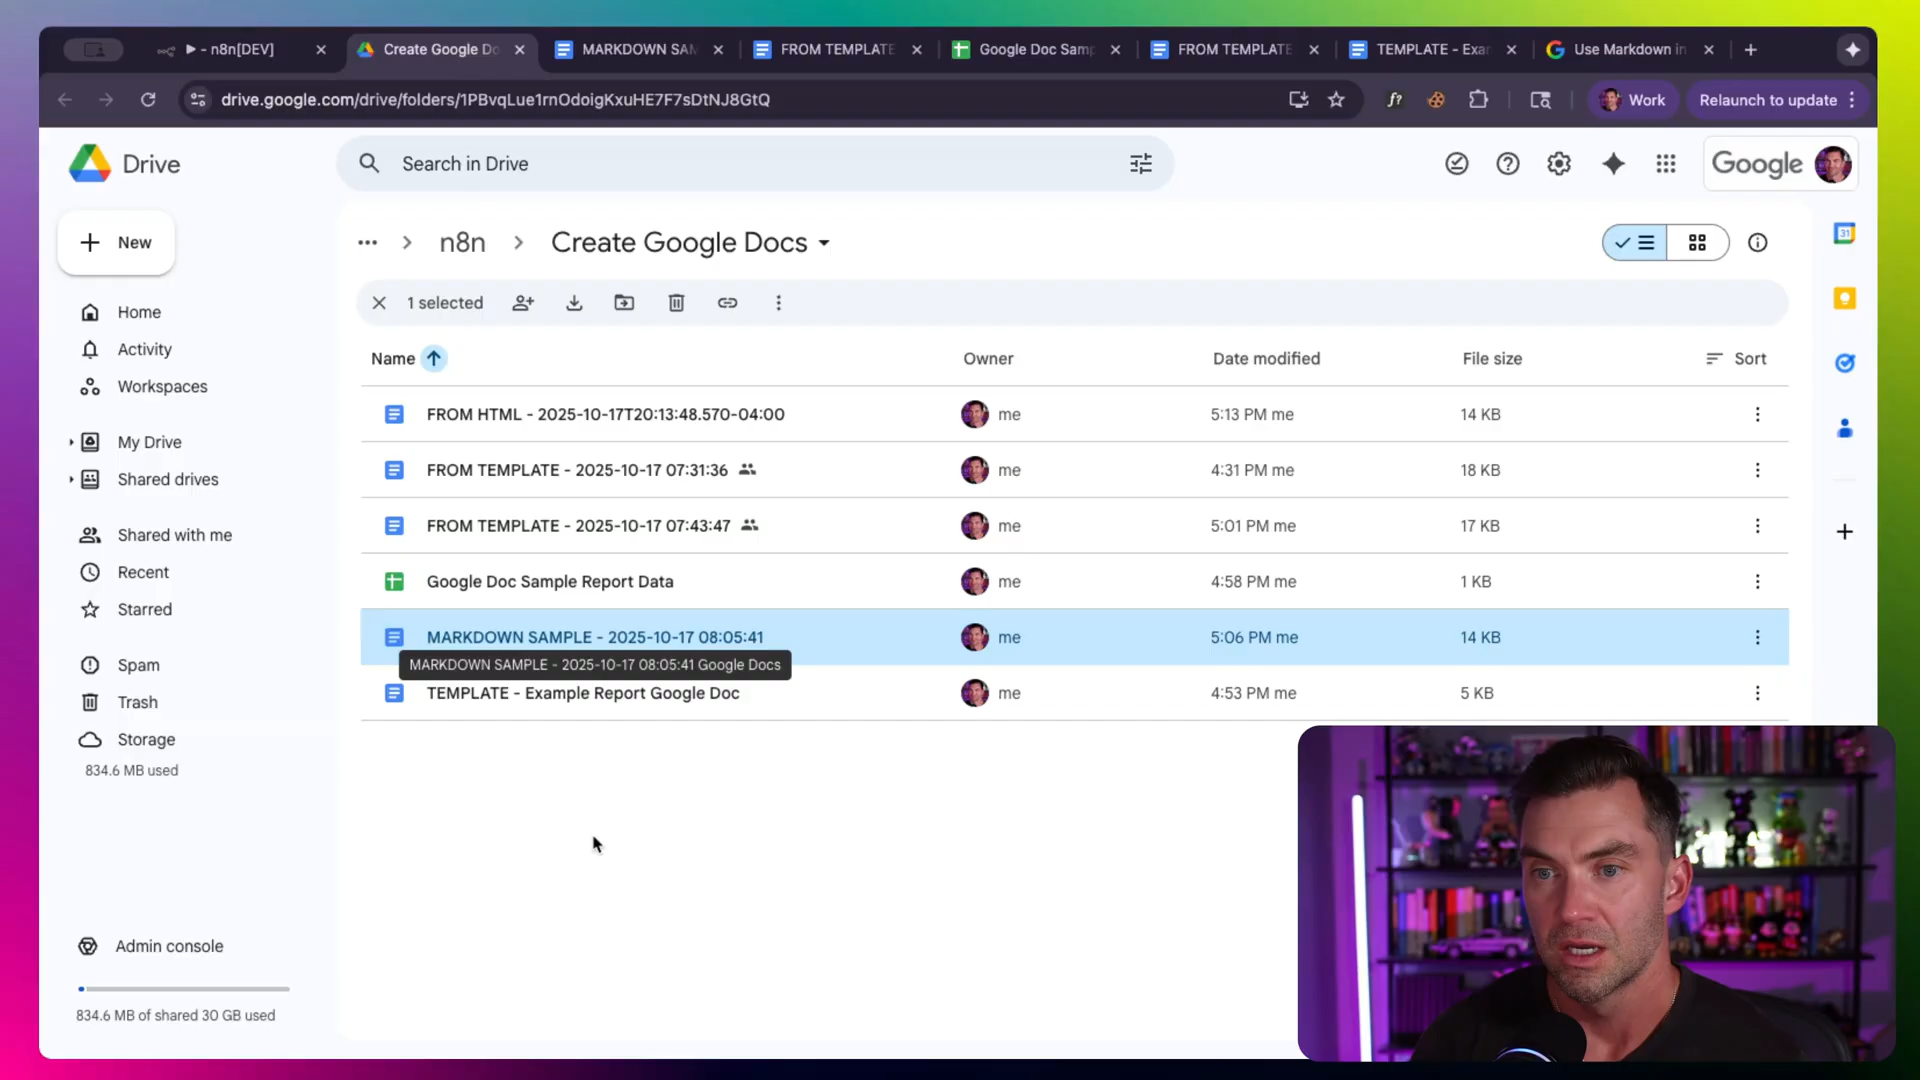 ▶ - n8n[DEV]
Create Google Do
MARKDOWN SAM
FROM TEMPLATE
Google Doc Samp
FROM TEMPLATE
TEMPLATE - Exar
Use Markdown in
drive.google.com/drive/folders/1PBvqLue1rnOdoigKxuHE7F7sDtNJ8GtQ
f?
Work
Relaunch to update
Drive
Search in Drive
Google
New
n8n
Create Google Docs
1 selected
Home
Activity
Workspaces
My Drive
Shared drives
Shared with me
Recent
Starred
Spam
Trash
Storage
834.6 MB used
Admin console
834.6 MB of shared 30 GB used
Name Owner Date modified File size Sort
FROM HTML - 2025-10-17T20:13:48.570-04:00 me 5:13 PM me 14 KB
FROM TEMPLATE - 2025-10-17 07:31:36 me 4:31 PM me 18 KB
FROM TEMPLATE - 2025-10-17 07:43:47 me 5:01 PM me 17 KB
Google Doc Sample Report Data me 4:58 PM me 1 KB
MARKDOWN SAMPLE - 2025-10-17 08:05:41 me 5:06 PM me 14 KB
MARKDOWN SAMPLE - 2025-10-17 08:05:41 Google Docs
TEMPLATE - Example Report Google Doc me 4:53 PM me 5 KB
31